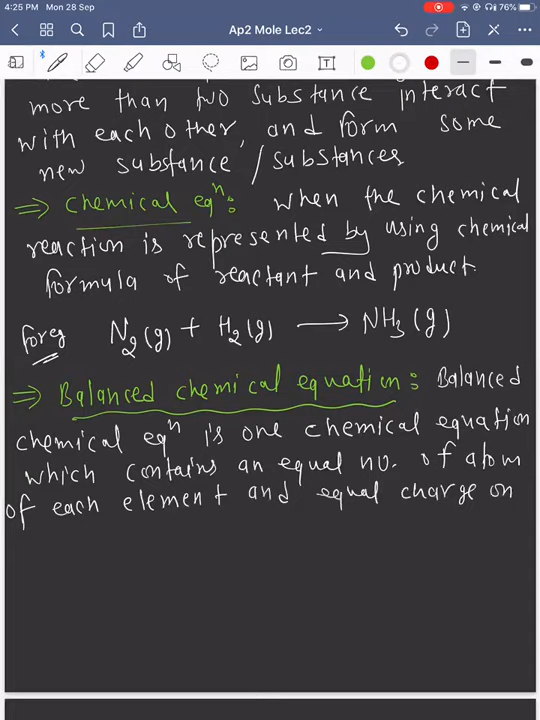 4:25 PM Mon 28 Sep 76%
Ap2 Mole Lec2
more than two substance interact
with each other, and form some
new substance / substances
⇒ chemical eqⁿ: when the chemical
reaction is represented by using chemical
formula of reactant and product.
for eg N₂(g) + H₂(g) ⟶ NH₃(g)
⇒ Balanced chemical equation: Balanced
chemical eqⁿ is one chemical equation
which contains an equal no. of atom
of each element and equal charge on